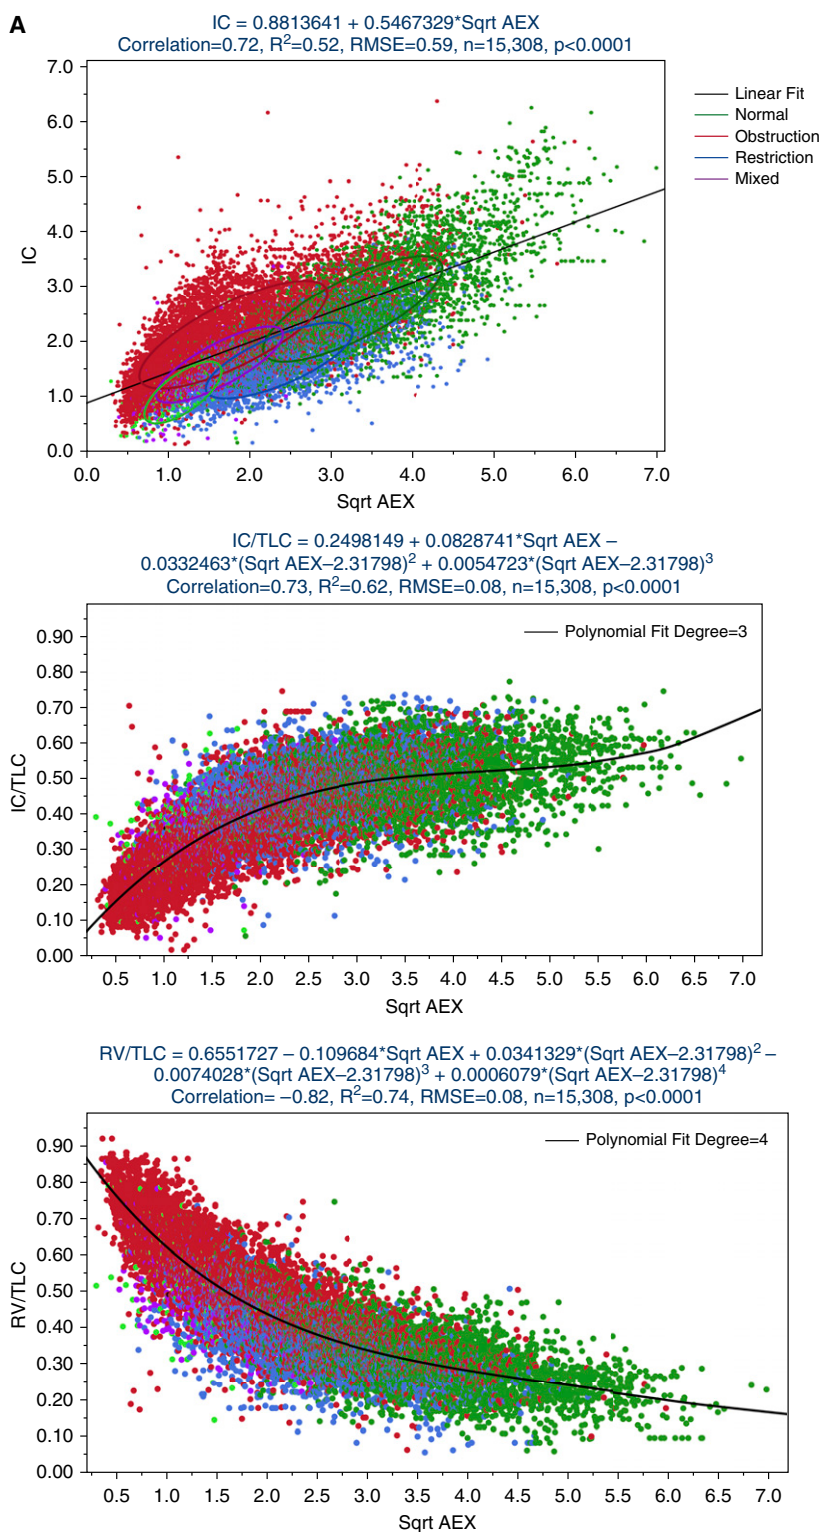 A
IC = 0.8813641 + 0.5467329*Sqrt AEX
Correlation=0.72, R2=0.52, RMSE=0.59, n=15,308, p<0.0001
7.0
6.0
5.0
4.0
3.0
2.0
1.0
0.0
IC
0.0 1.0 2.0 3.0 4.0 5.0 6.0 7.0
Sqrt AEX
Linear Fit
Normal
Obstruction
Restriction
Mixed
IC/TLC = 0.2498149 + 0.0828741*Sqrt AEX –
0.0332463*(Sqrt AEX–2.31798)2 + 0.0054723*(Sqrt AEX–2.31798)3
Correlation=0.73, R2=0.62, RMSE=0.08, n=15,308, p<0.0001
Polynomial Fit Degree=3
0.90
0.80
0.70
0.60
0.50
0.40
0.30
0.20
0.10
0.00
IC/TLC
0.5 1.0 1.5 2.0 2.5 3.0 3.5 4.0 4.5 5.0 5.5 6.0 6.5 7.0
Sqrt AEX
RV/TLC = 0.6551727 – 0.109684*Sqrt AEX + 0.0341329*(Sqrt AEX–2.31798)2 –
0.0074028*(Sqrt AEX–2.31798)3 + 0.0006079*(Sqrt AEX–2.31798)4
Correlation= –0.82, R2=0.74, RMSE=0.08, n=15,308, p<0.0001
Polynomial Fit Degree=4
0.90
0.80
0.70
0.60
0.50
0.40
0.30
0.20
0.10
0.00
RV/TLC
0.5 1.0 1.5 2.0 2.5 3.0 3.5 4.0 4.5 5.0 5.5 6.0 6.5 7.0
Sqrt AEX